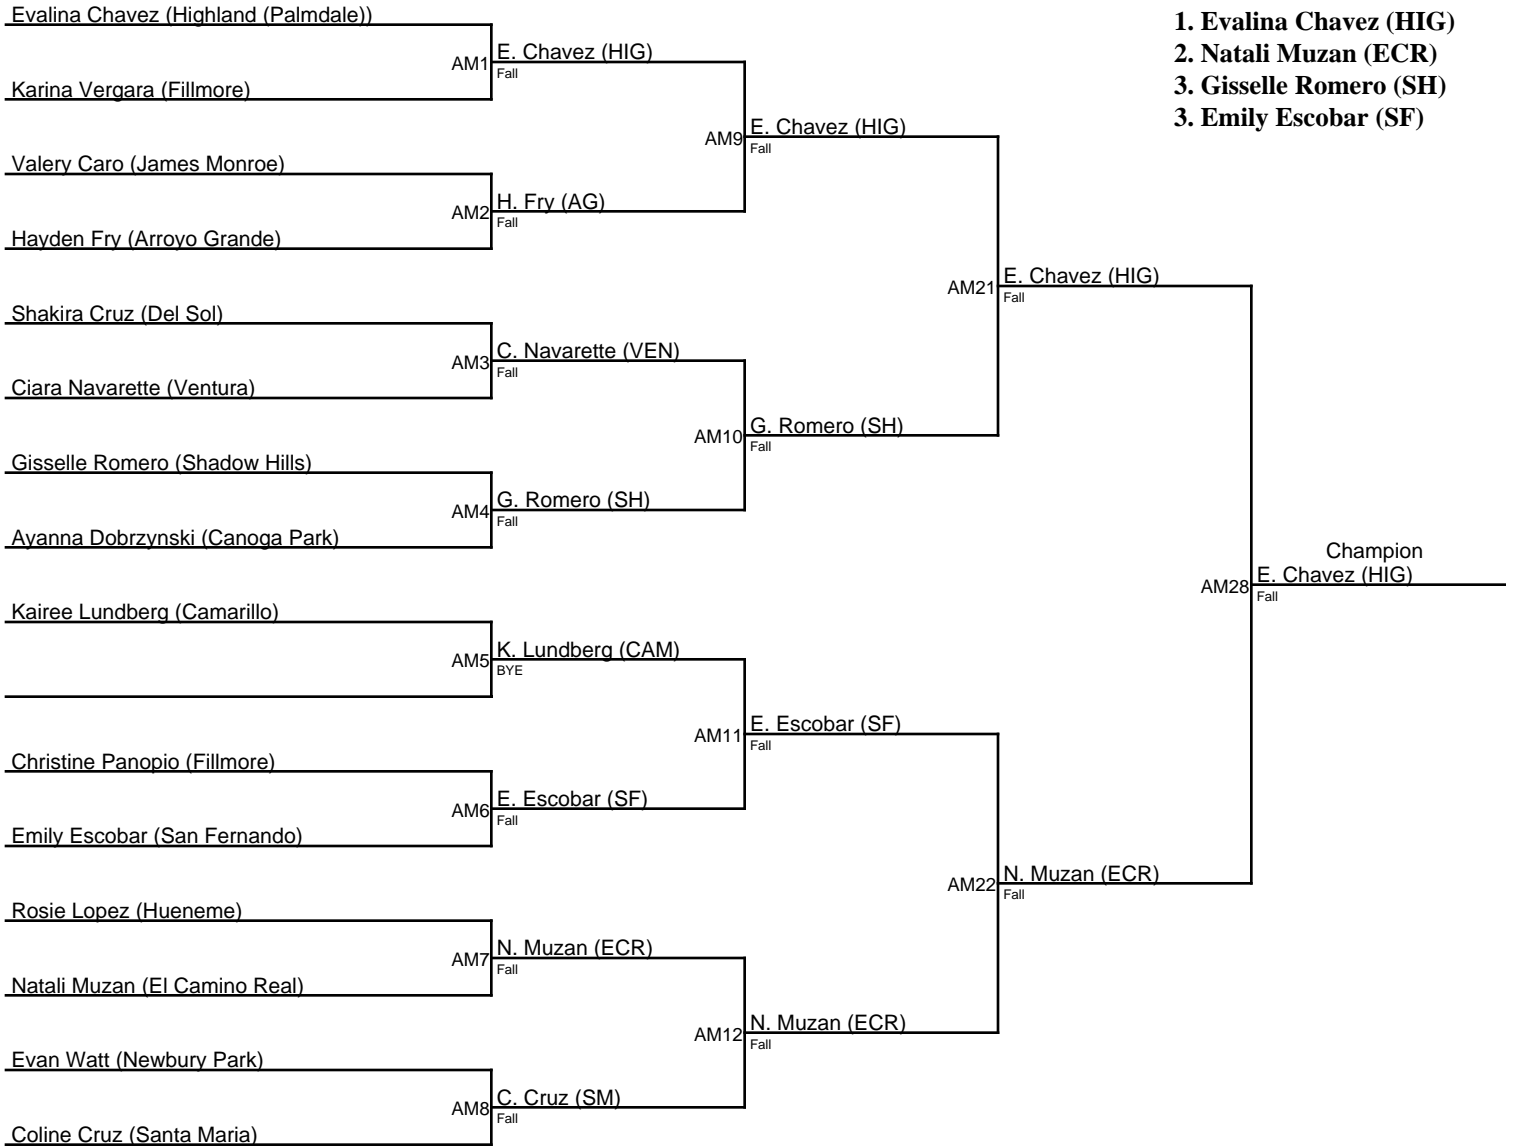 Evalina Chavez (Highland (Palmdale))
Karina Vergara (Fillmore)
Valery Caro (James Monroe)
Hayden Fry (Arroyo Grande)
Shakira Cruz (Del Sol)
Ciara Navarette (Ventura)
Gisselle Romero (Shadow Hills)
Ayanna Dobrzynski (Canoga Park)
Kairee Lundberg (Camarillo)
Christine Panopio (Fillmore)
Emily Escobar (San Fernando)
Rosie Lopez (Hueneme)
Natali Muzan (El Camino Real)
Evan Watt (Newbury Park)
Coline Cruz (Santa Maria)
AM1
E. Chavez (HIG)
Fall
AM2
H. Fry (AG)
Fall
AM3
C. Navarette (VEN)
Fall
AM4
G. Romero (SH)
Fall
AM5
K. Lundberg (CAM)
BYE
AM6
E. Escobar (SF)
Fall
AM7
N. Muzan (ECR)
Fall
AM8
C. Cruz (SM)
Fall
AM9
E. Chavez (HIG)
Fall
AM10
G. Romero (SH)
Fall
AM11
E. Escobar (SF)
Fall
AM12
N. Muzan (ECR)
Fall
AM21
E. Chavez (HIG)
Fall
AM22
N. Muzan (ECR)
Fall
AM28
Champion
E. Chavez (HIG)
Fall
1. Evalina Chavez (HIG)
2. Natali Muzan (ECR)
3. Gisselle Romero (SH)
3. Emily Escobar (SF)